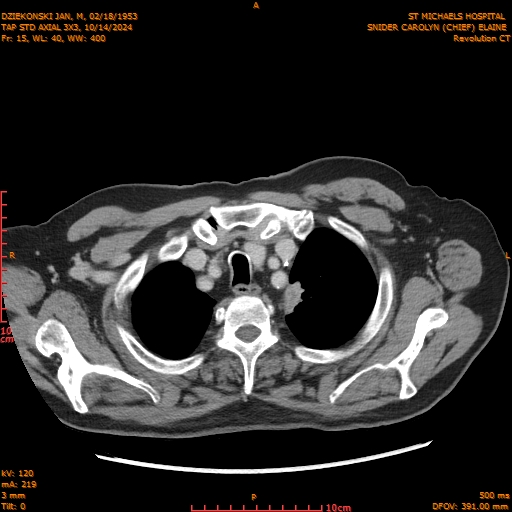 A
DZIEKONSKI JAN, M, 02/18/1953
TAP STD AXIAL 3X3, 10/14/2024
Fr: 15, WL: 40, WW: 400
ST MICHAELS HOSPITAL
SNIDER CAROLYN (CHIEF) ELAINE
Revolution CT
R
L
10
cm
kV: 120
mA: 219
3 mm
Tilt: 0
P
10cm
500 ms
DFOV: 391.00 mm